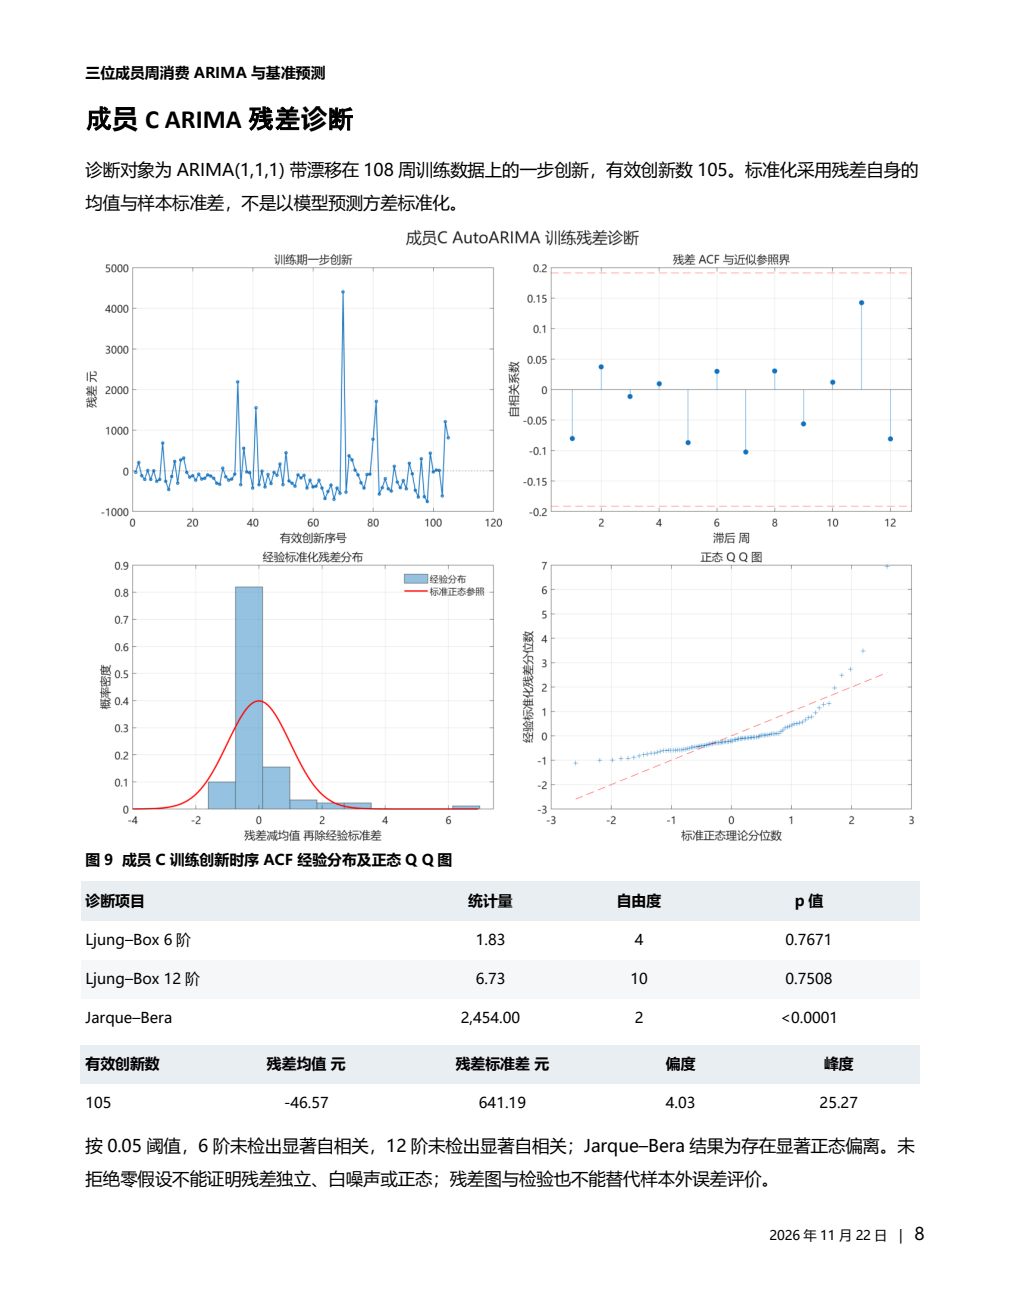 三位成员周消费 ARIMA 与基准预测
成员 C ARIMA 残差诊断
诊断对象为 ARIMA(1,1,1) 带漂移在 108 周训练数据上的一步创新，有效创新数 105。标准化采用残差自身的
均值与样本标准差，不是以模型预测方差标准化。
成员C AutoARIMA 训练残差诊断
训练期一步创新
5000
4000
3000
2000
1000
0
-1000
0 20 40 60 80 100 120
残差 元
有效创新序号
残差 ACF 与近似参照界
0.2
0.15
0.1
0.05
0
-0.05
-0.1
-0.15
-0.2
2 4 6 8 10 12
自相关系数
滞后 周
经验标准化残差分布
0.9
0.8
0.7
0.6
0.5
0.4
0.3
0.2
0.1
0
-4 -2 0 2 4 6
概率密度
残差减均值 再除经验标准差
经验分布
标准正态参照
正态 Q Q 图
7
6
5
4
3
2
1
0
-1
-2
-3
-3 -2 -1 0 1 2 3
经验标准化残差分位数
标准正态理论分位数
图 9 成员 C 训练创新时序 ACF 经验分布及正态 Q Q 图
诊断项目 统计量 自由度 p 值
Ljung–Box 6 阶 1.83 4 0.7671
Ljung–Box 12 阶 6.73 10 0.7508
Jarque–Bera 2,454.00 2 <0.0001
有效创新数 残差均值 元 残差标准差 元 偏度 峰度
105 -46.57 641.19 4.03 25.27
按 0.05 阈值，6 阶未检出显著自相关，12 阶未检出显著自相关；Jarque–Bera 结果为存在显著正态偏离。未
拒绝零假设不能证明残差独立、白噪声或正态；残差图与检验也不能替代样本外误差评价。
2026 年 11 月 22 日 | 8